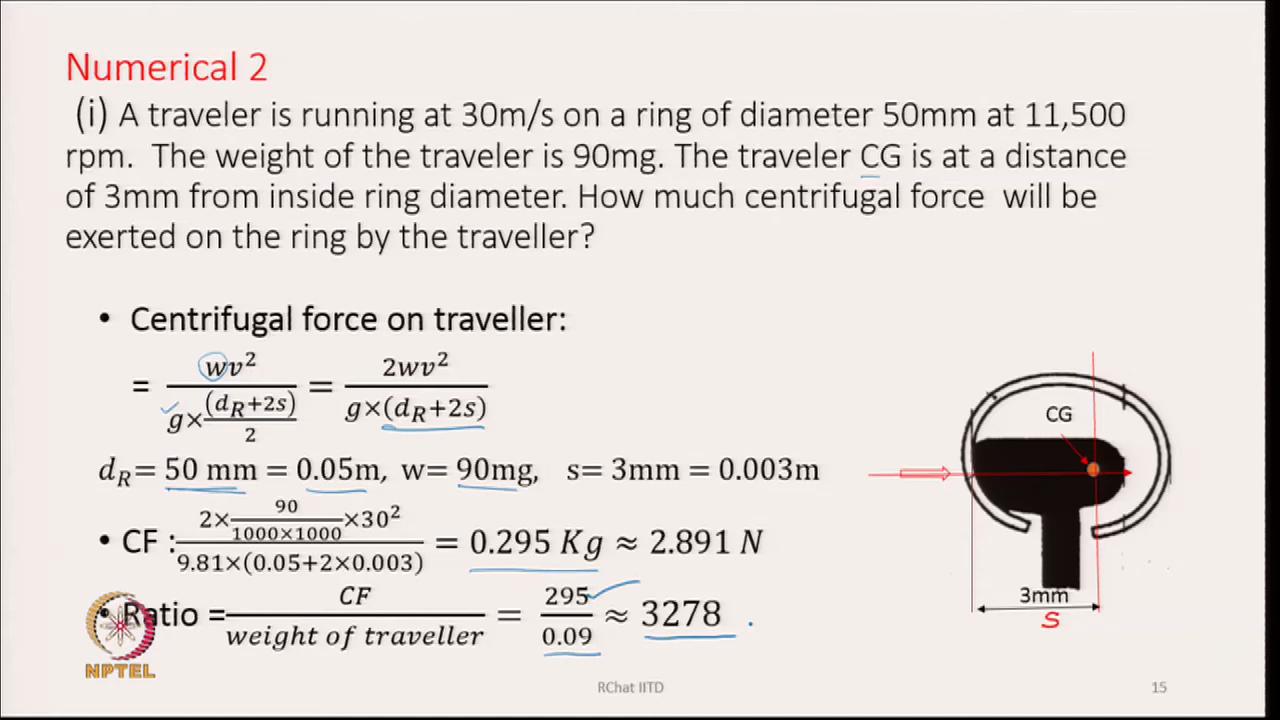 Numerical 2
(i) A traveler is running at 30m/s on a ring of diameter 50mm at 11,500
rpm. The weight of the traveler is 90mg. The traveler CG is at a distance
of 3mm from inside ring diameter. How much centrifugal force will be
exerted on the ring by the traveller?
• Centrifugal force on traveller:
= wv²/(g×(d_R+2s)/2) = 2wv²/(g×(d_R+2s))
d_R= 50 mm = 0.05m, w= 90mg, s= 3mm = 0.003m
• CF : (2×90/(1000×1000)×30²)/(9.81×(0.05+2×0.003)) = 0.295 Kg ≈ 2.891 N
• Ratio = CF/(weight of traveller) = 295/0.09 ≈ 3278 .
CG
3mm
S
NPTEL
RChat IITD
15